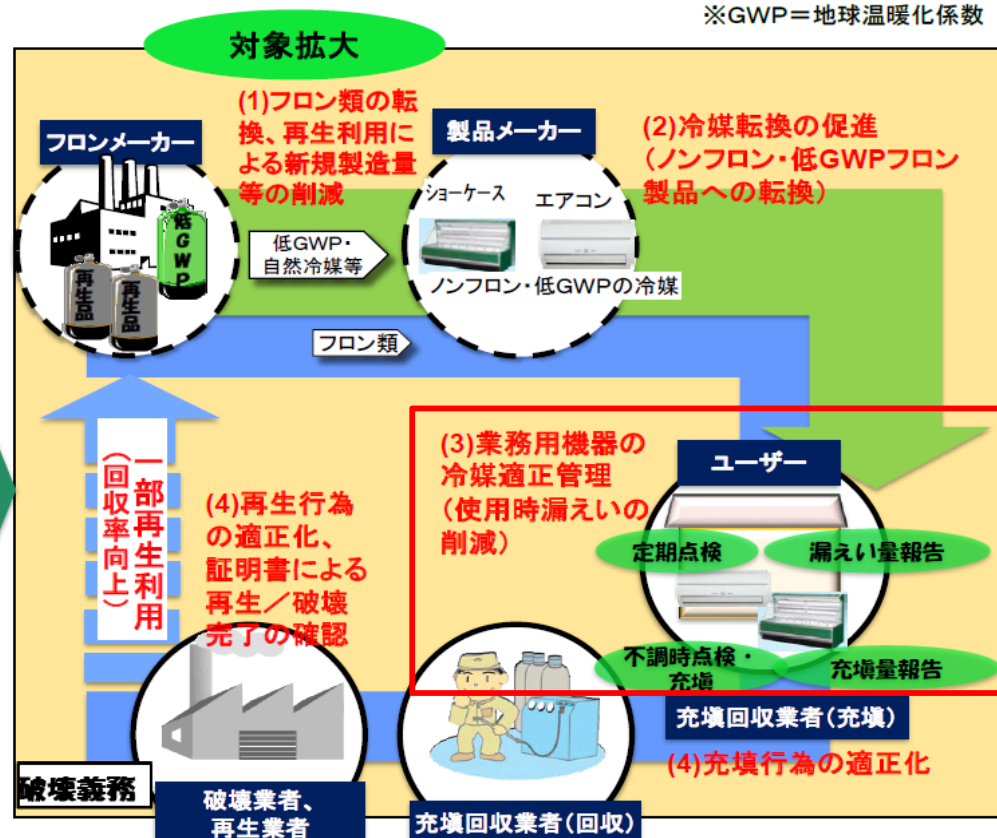 ※GWP＝地球温暖化係数
対象拡大
(1)フロン類の転
換、再生利用に
よる新規製造量
等の削減
フロンメーカー
低GWP
再生品
再生品
低GWP・
自然冷媒等
製品メーカー
ショーケース
エアコン
ノンフロン・低GWPの冷媒
(2)冷媒転換の促進
（ノンフロン・低GWPフロン
製品への転換）
フロン類
(3)業務用機器の
冷媒適正管理
（使用時漏えいの
削減）
ユーザー
定期点検
漏えい量報告
不調時点検・
充塡
充塡量報告
一部再生利用
（回収率向上）
(4)再生行為
の適正化、
証明書による
再生／破壊
完了の確認
充塡回収業者（充塡）
(4)充填行為の適正化
破壊義務
破壊業者、
再生業者
充塡回収業者（回収）